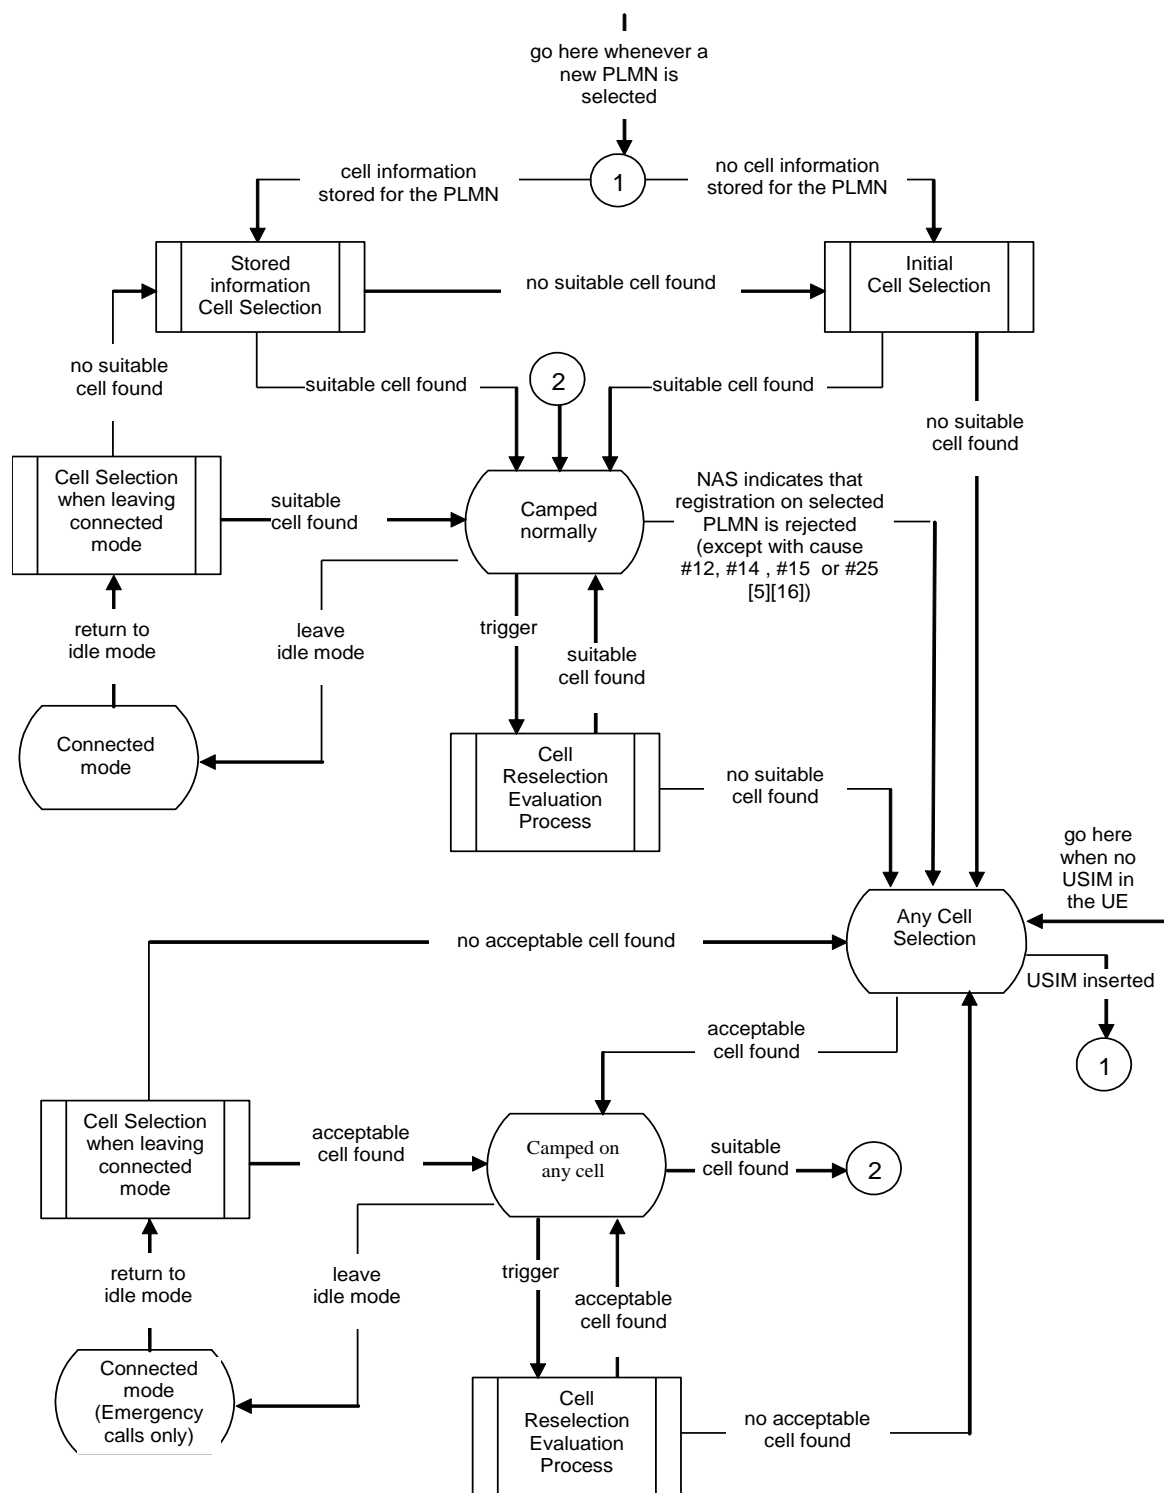 go here whenever a
new PLMN is
selected
1
cell information
stored for the PLMN
no cell information
stored for the PLMN
Stored
information
Cell Selection
no suitable cell found
Initial
Cell Selection
no suitable
cell found
suitable cell found
2
suitable cell found
no suitable
cell found
Cell Selection
when leaving
connected
mode
suitable
cell found
Camped
normally
NAS indicates that
registration on selected
PLMN is rejected
(except with cause
#12, #14 , #15 or #25
[5][16])
return to
idle mode
leave
idle mode
trigger
suitable
cell found
Connected
mode
Cell
Reselection
Evaluation
Process
no suitable
cell found
go here
when no
USIM in
the UE
Any Cell
Selection
no acceptable cell found
USIM inserted
acceptable
cell found
1
Cell Selection
when leaving
connected
mode
acceptable
cell found
Camped on
any cell
suitable
cell found
2
return to
idle mode
leave
idle mode
trigger
acceptable
cell found
Connected
mode
(Emergency
calls only)
Cell
Reselection
Evaluation
Process
no acceptable
cell found